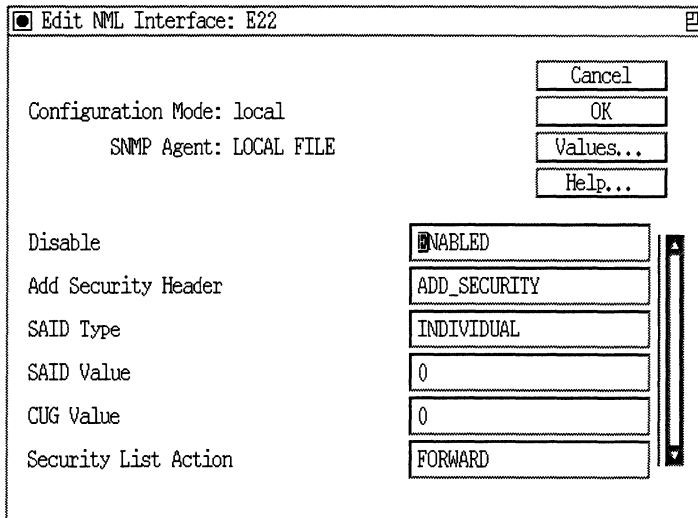 Edit NML Interface: E22
Cancel
Configuration Mode: local
OK
SNMP Agent: LOCAL FILE
Values...
Help...
Disable
ENABLED
Add Security Header
ADD_SECURITY
SAID Type
INDIVIDUAL
SAID Value
0
CUG Value
0
Security List Action
FORWARD